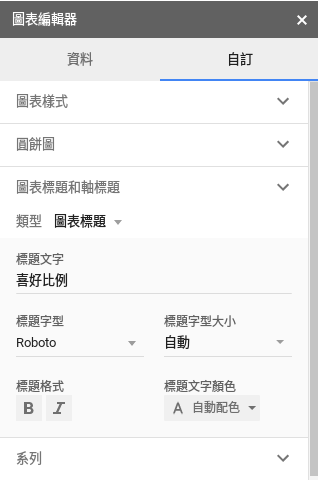 圖表編輯器
×
資料 自訂
圖表樣式
圓餅圖
圖表標題和軸標題
類型 圖表標題
標題文字
喜好比例
標題字型 標題字型大小
Roboto 自動
標題格式 標題文字顏色
B I A 自動配色
系列